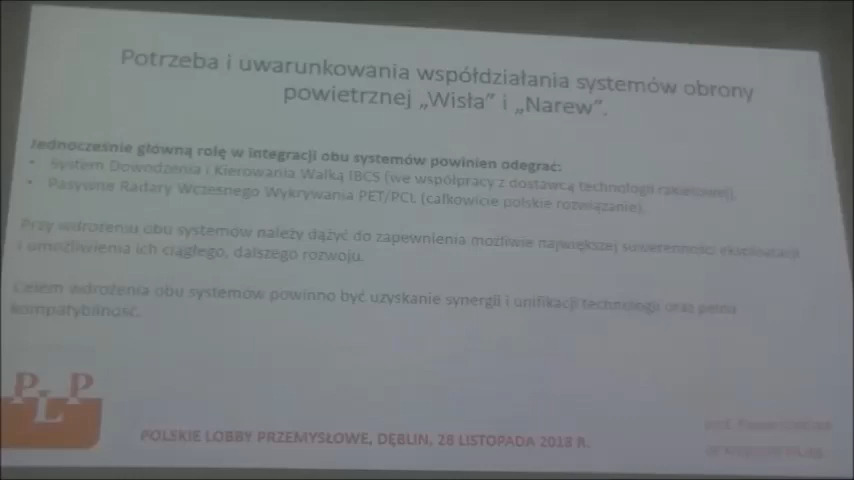 Potrzeba i uwarunkowania współdziałania systemów obrony
powietrznej „Wisła” i „Narew”.
Jednocześnie główną rolę w integracji obu systemów powinien odegrać:
• System Dowodzenia i Kierowania Walką IBCS (we współpracy z dostawcą technologii rakietowej),
• Pasywne Radary Wczesnego Wykrywania PET/PCL (całkowicie polskie rozwiązanie).
Przy wdrożeniu obu systemów należy dążyć do zapewnienia możliwie największej suwerenności eksploatacji
i umożliwienia ich ciągłego, dalszego rozwoju.
Celem wdrożenia obu systemów powinno być uzyskanie synergii i unifikacji technologii oraz pełna
kompatybilność.
PLP
POLSKIE LOBBY PRZEMYSŁOWE, DĘBLIN, 28 LISTOPADA 2018 R.
prof.